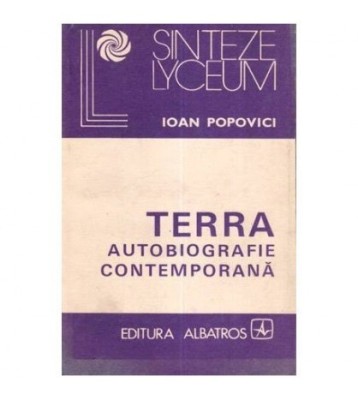 SINTEZE
LYCEUM
IOAN POPOVICI
TERRA
AUTOBIOGRAFIE
CONTEMPORANĂ
EDITURA ALBATROS